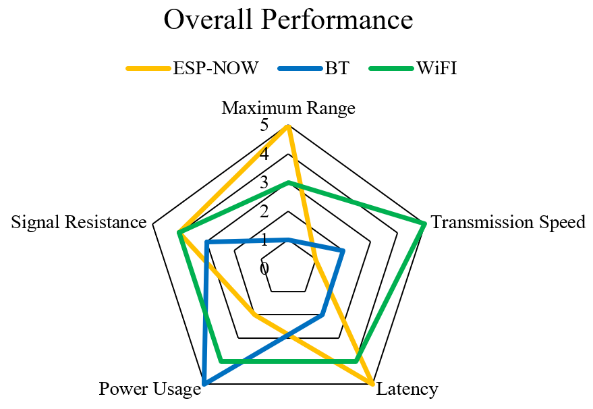 Overall Performance
ESP-NOW BT WiFI
Maximum Range
5
4
3
Signal Resistance Transmission Speed
2
1
0
Power Usage Latency